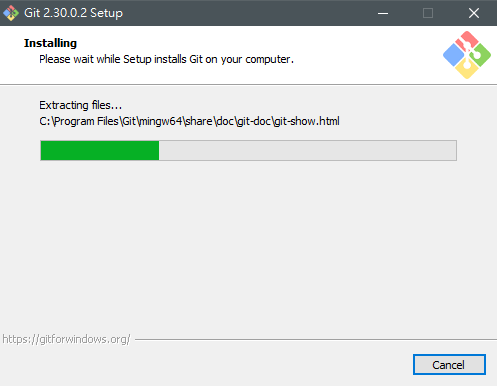 Git 2.30.0.2 Setup
Installing
Please wait while Setup installs Git on your computer.
Extracting files...
C:\Program Files\Git\mingw64\share\doc\git-doc\git-show.html
https://gitforwindows.org/
Cancel